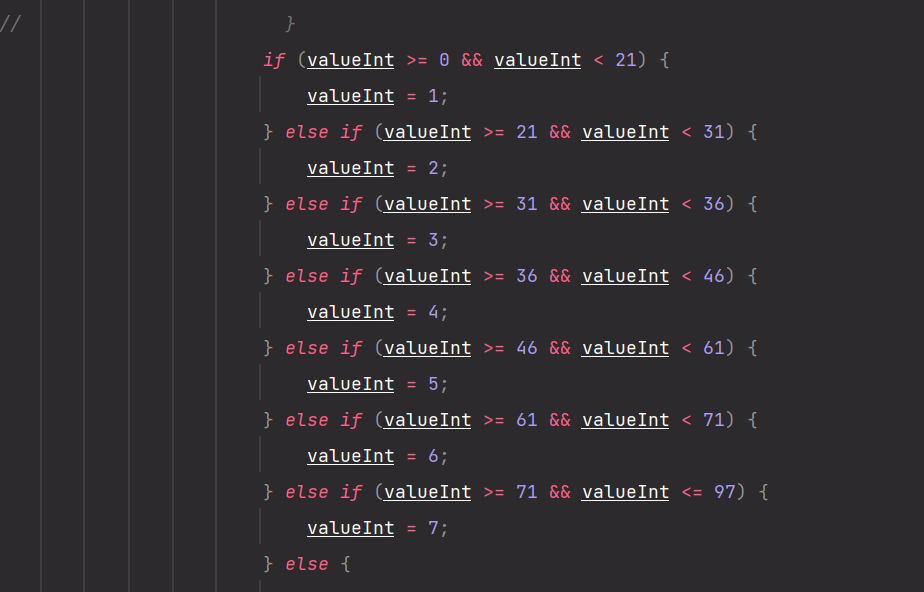 // }
if (valueInt >= 0 && valueInt < 21) {
valueInt = 1;
} else if (valueInt >= 21 && valueInt < 31) {
valueInt = 2;
} else if (valueInt >= 31 && valueInt < 36) {
valueInt = 3;
} else if (valueInt >= 36 && valueInt < 46) {
valueInt = 4;
} else if (valueInt >= 46 && valueInt < 61) {
valueInt = 5;
} else if (valueInt >= 61 && valueInt < 71) {
valueInt = 6;
} else if (valueInt >= 71 && valueInt <= 97) {
valueInt = 7;
} else {